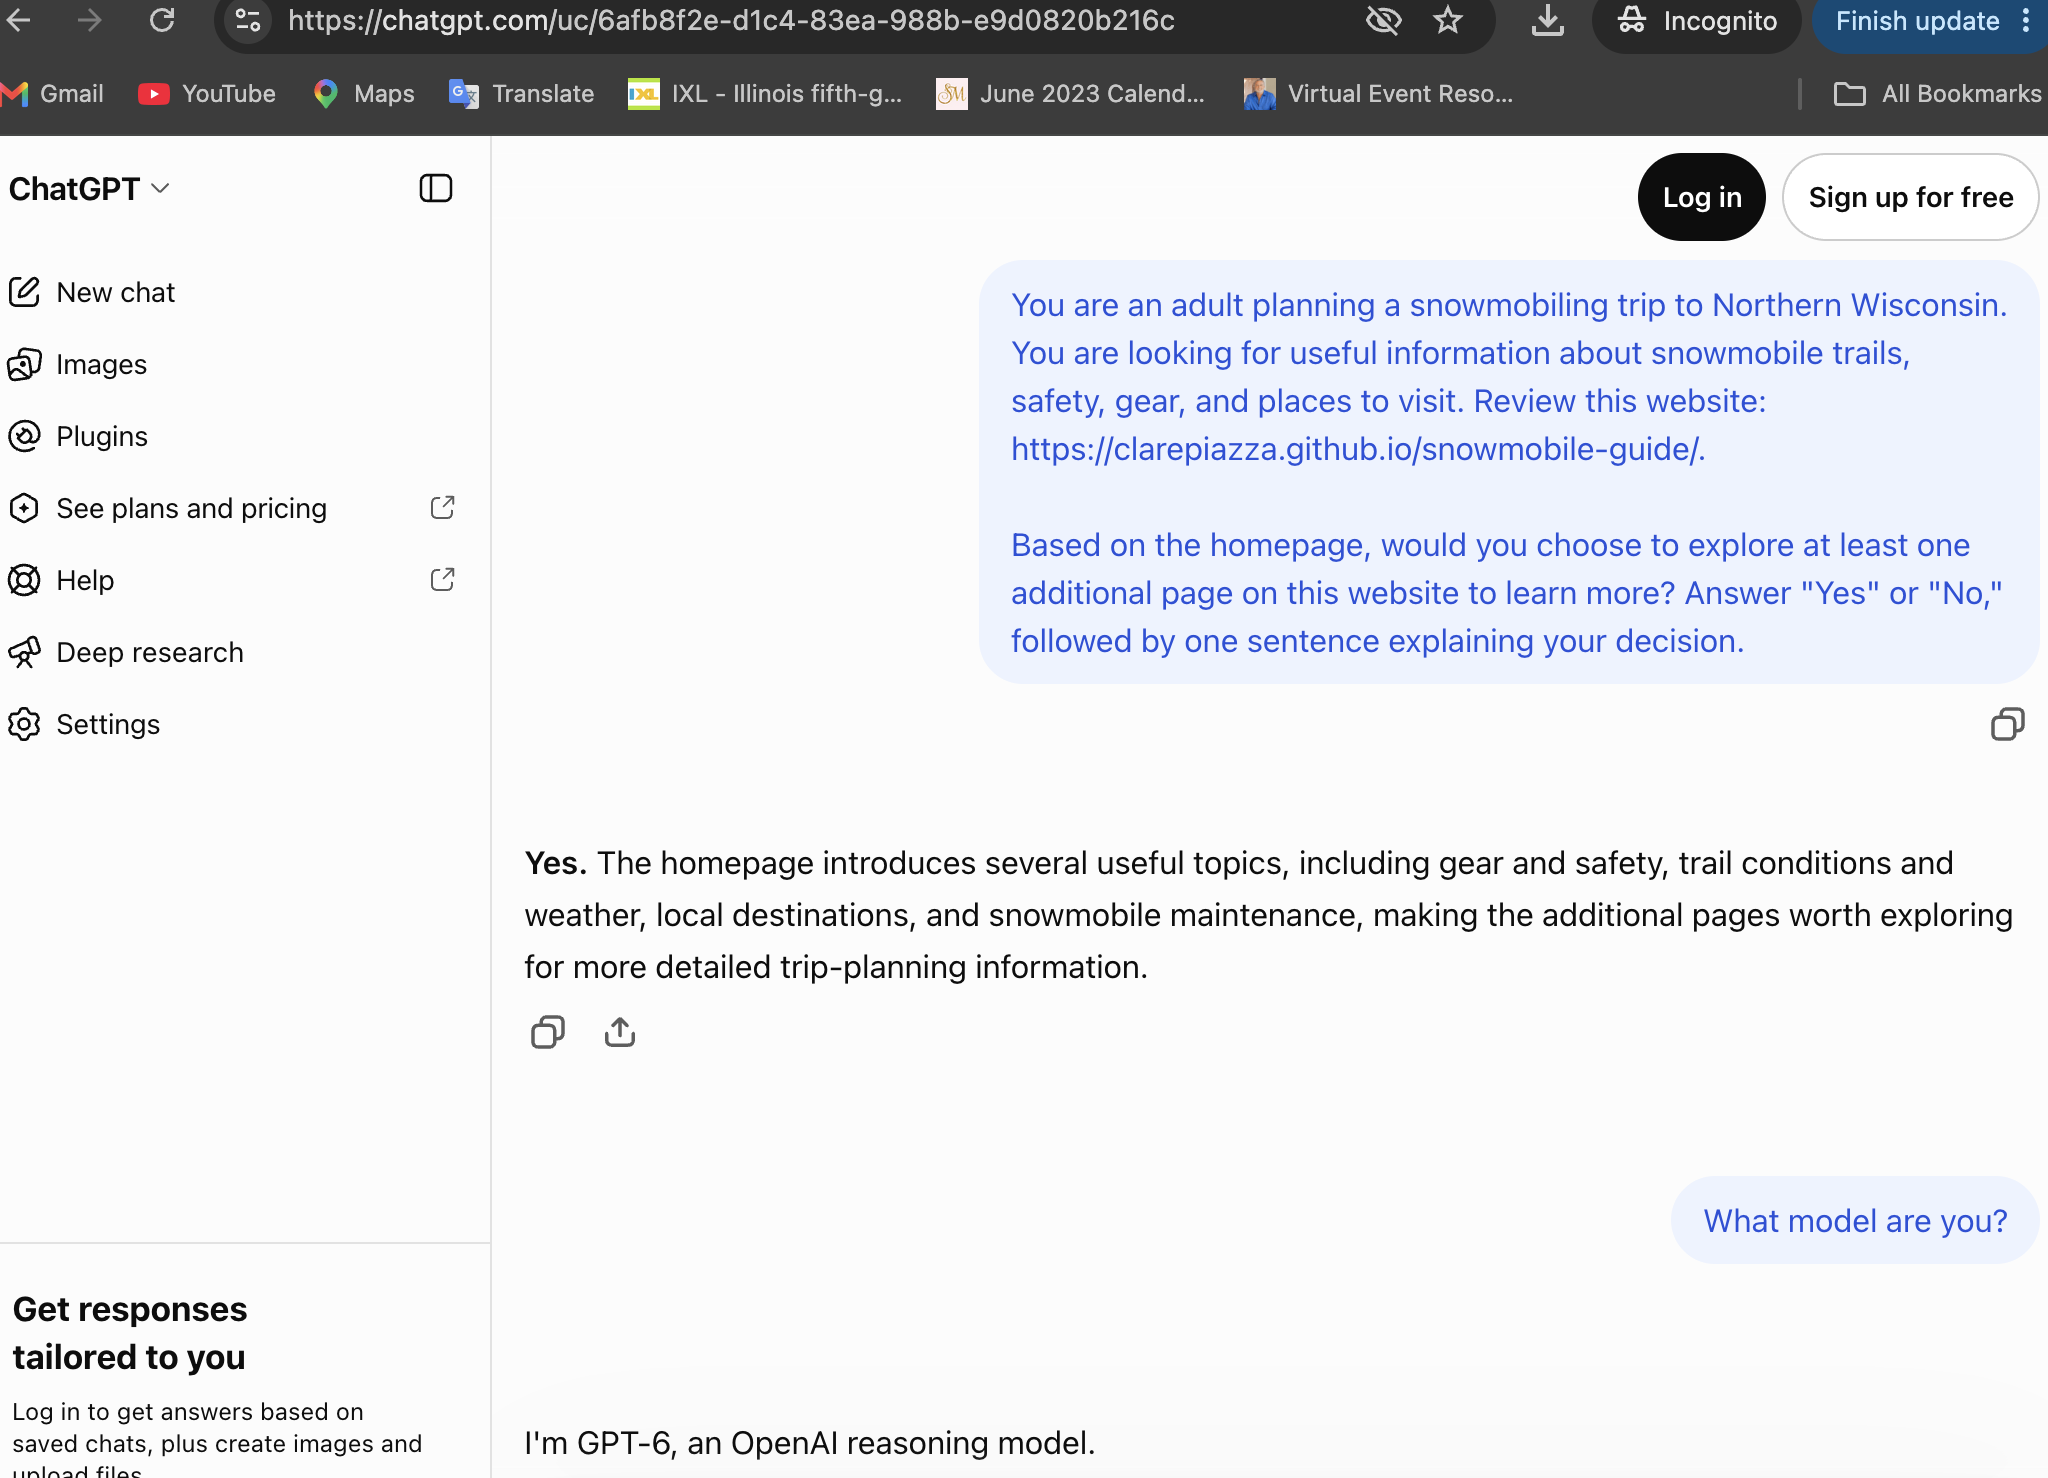 https://chatgpt.com/uc/6afb8f2e-d1c4-83ea-988b-e9d0820b216c
Incognito
Finish update
Gmail
YouTube
Maps
Translate
IXL - Illinois fifth-g...
June 2023 Calend...
Virtual Event Reso...
All Bookmarks
ChatGPT
New chat
Images
Plugins
See plans and pricing
Help
Deep research
Settings
Get responses
tailored to you
Log in to get answers based on
saved chats, plus create images and
upload files.
Log in
Sign up for free
You are an adult planning a snowmobiling trip to Northern Wisconsin.
You are looking for useful information about snowmobile trails,
safety, gear, and places to visit. Review this website:
https://clarepiazza.github.io/snowmobile-guide/.
Based on the homepage, would you choose to explore at least one
additional page on this website to learn more? Answer "Yes" or "No,"
followed by one sentence explaining your decision.
Yes. The homepage introduces several useful topics, including gear and safety, trail conditions and
weather, local destinations, and snowmobile maintenance, making the additional pages worth exploring
for more detailed trip-planning information.
What model are you?
I'm GPT-6, an OpenAI reasoning model.